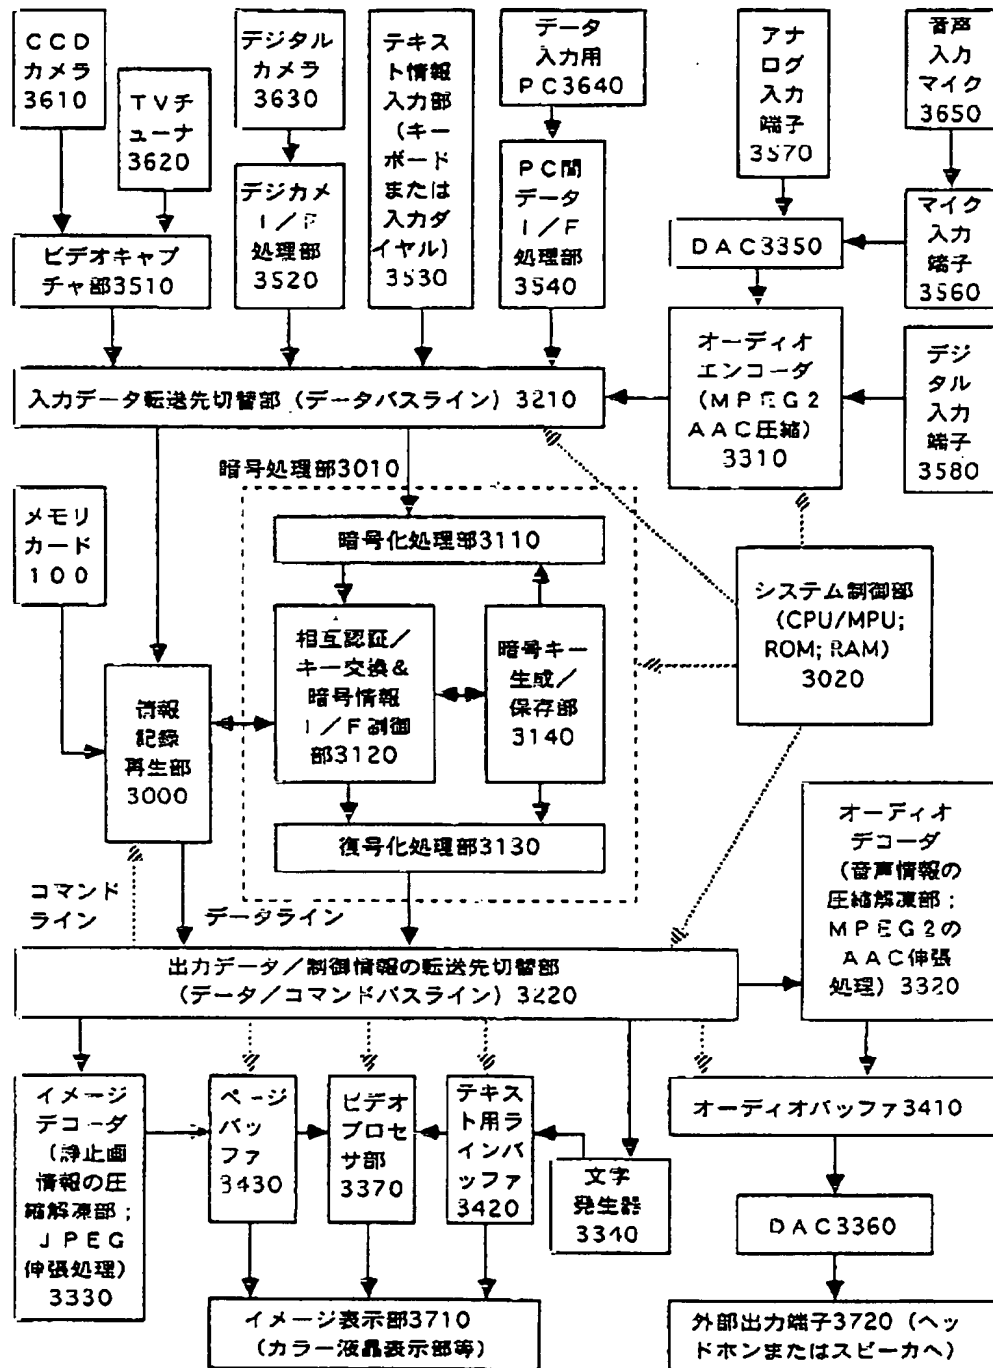 CCD
カメラ
3610
TVチ
ューナ
3620
デジタル
カメラ
3630
テキス
ト情報
入力部
(キー
ボード
または
入力ダ
イヤル)
3530
データ
入力用
PC3640
アナ
ログ
入力
端子
3570
音声
入力
マイク
3650
デジカメ
I/F
処理部
3520
PC間
データ
I/F
処理部
3540
DAC3350
マイク
入力
端子
3560
ビデオキャプ
チャ部3510
オーディオ
エンコーダ
(MPEG2
AAC圧縮)
3310
デジ
タル
入力
端子
3580
入力データ転送先切替部(データバスライン)3210
暗号処理部3010
メモリ
カード
100
暗号化処理部3110
システム制御部
(CPU/MPU;
ROM; RAM)
3020
相互認証/
キー交換&
暗号情報
I/F制御
部3120
暗号キー
生成/
保存部
3140
情報
記録
再生部
3000
復号化処理部3130
オーディオ
デコーダ
(音声情報の
圧縮解凍部;
MPEG2の
AAC伸張
処理)3320
コマンド
ライン
データライン
出力データ/制御情報の転送先切替部
(データ/コマンドバスライン)3220
イメージ
デコーダ
(静止画
情報の圧
縮解凍部;
JPEG
伸張処理)
3330
ページ
バッ
ファ
3430
ビデオ
プロセ
サ部
3370
テキス
ト用ラ
インバ
ッファ
3420
文字
発生器
3340
オーディオバッファ3410
DAC3360
イメージ表示部3710
(カラー液晶表示部等)
外部出力端子3720(ヘッ
ドホンまたはスピーカへ)